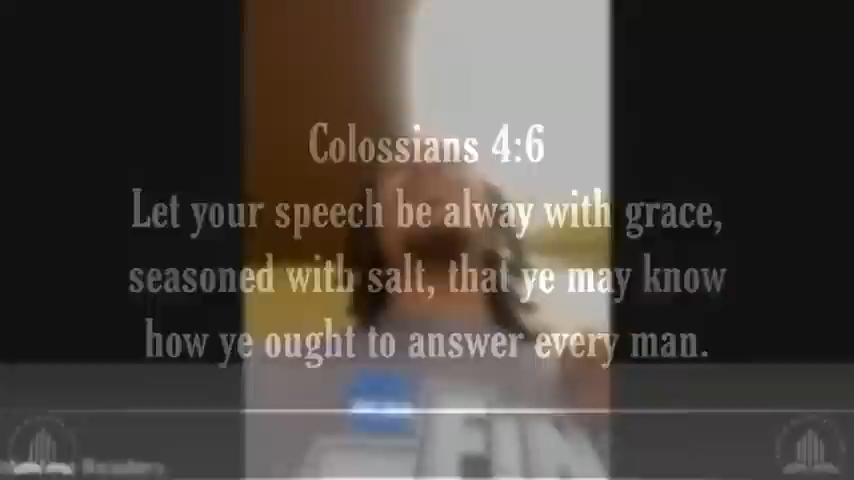 Colossians 4:6
Let your speech be alway with grace,
seasoned with salt, that ye may know
how ye ought to answer every man.
Readers